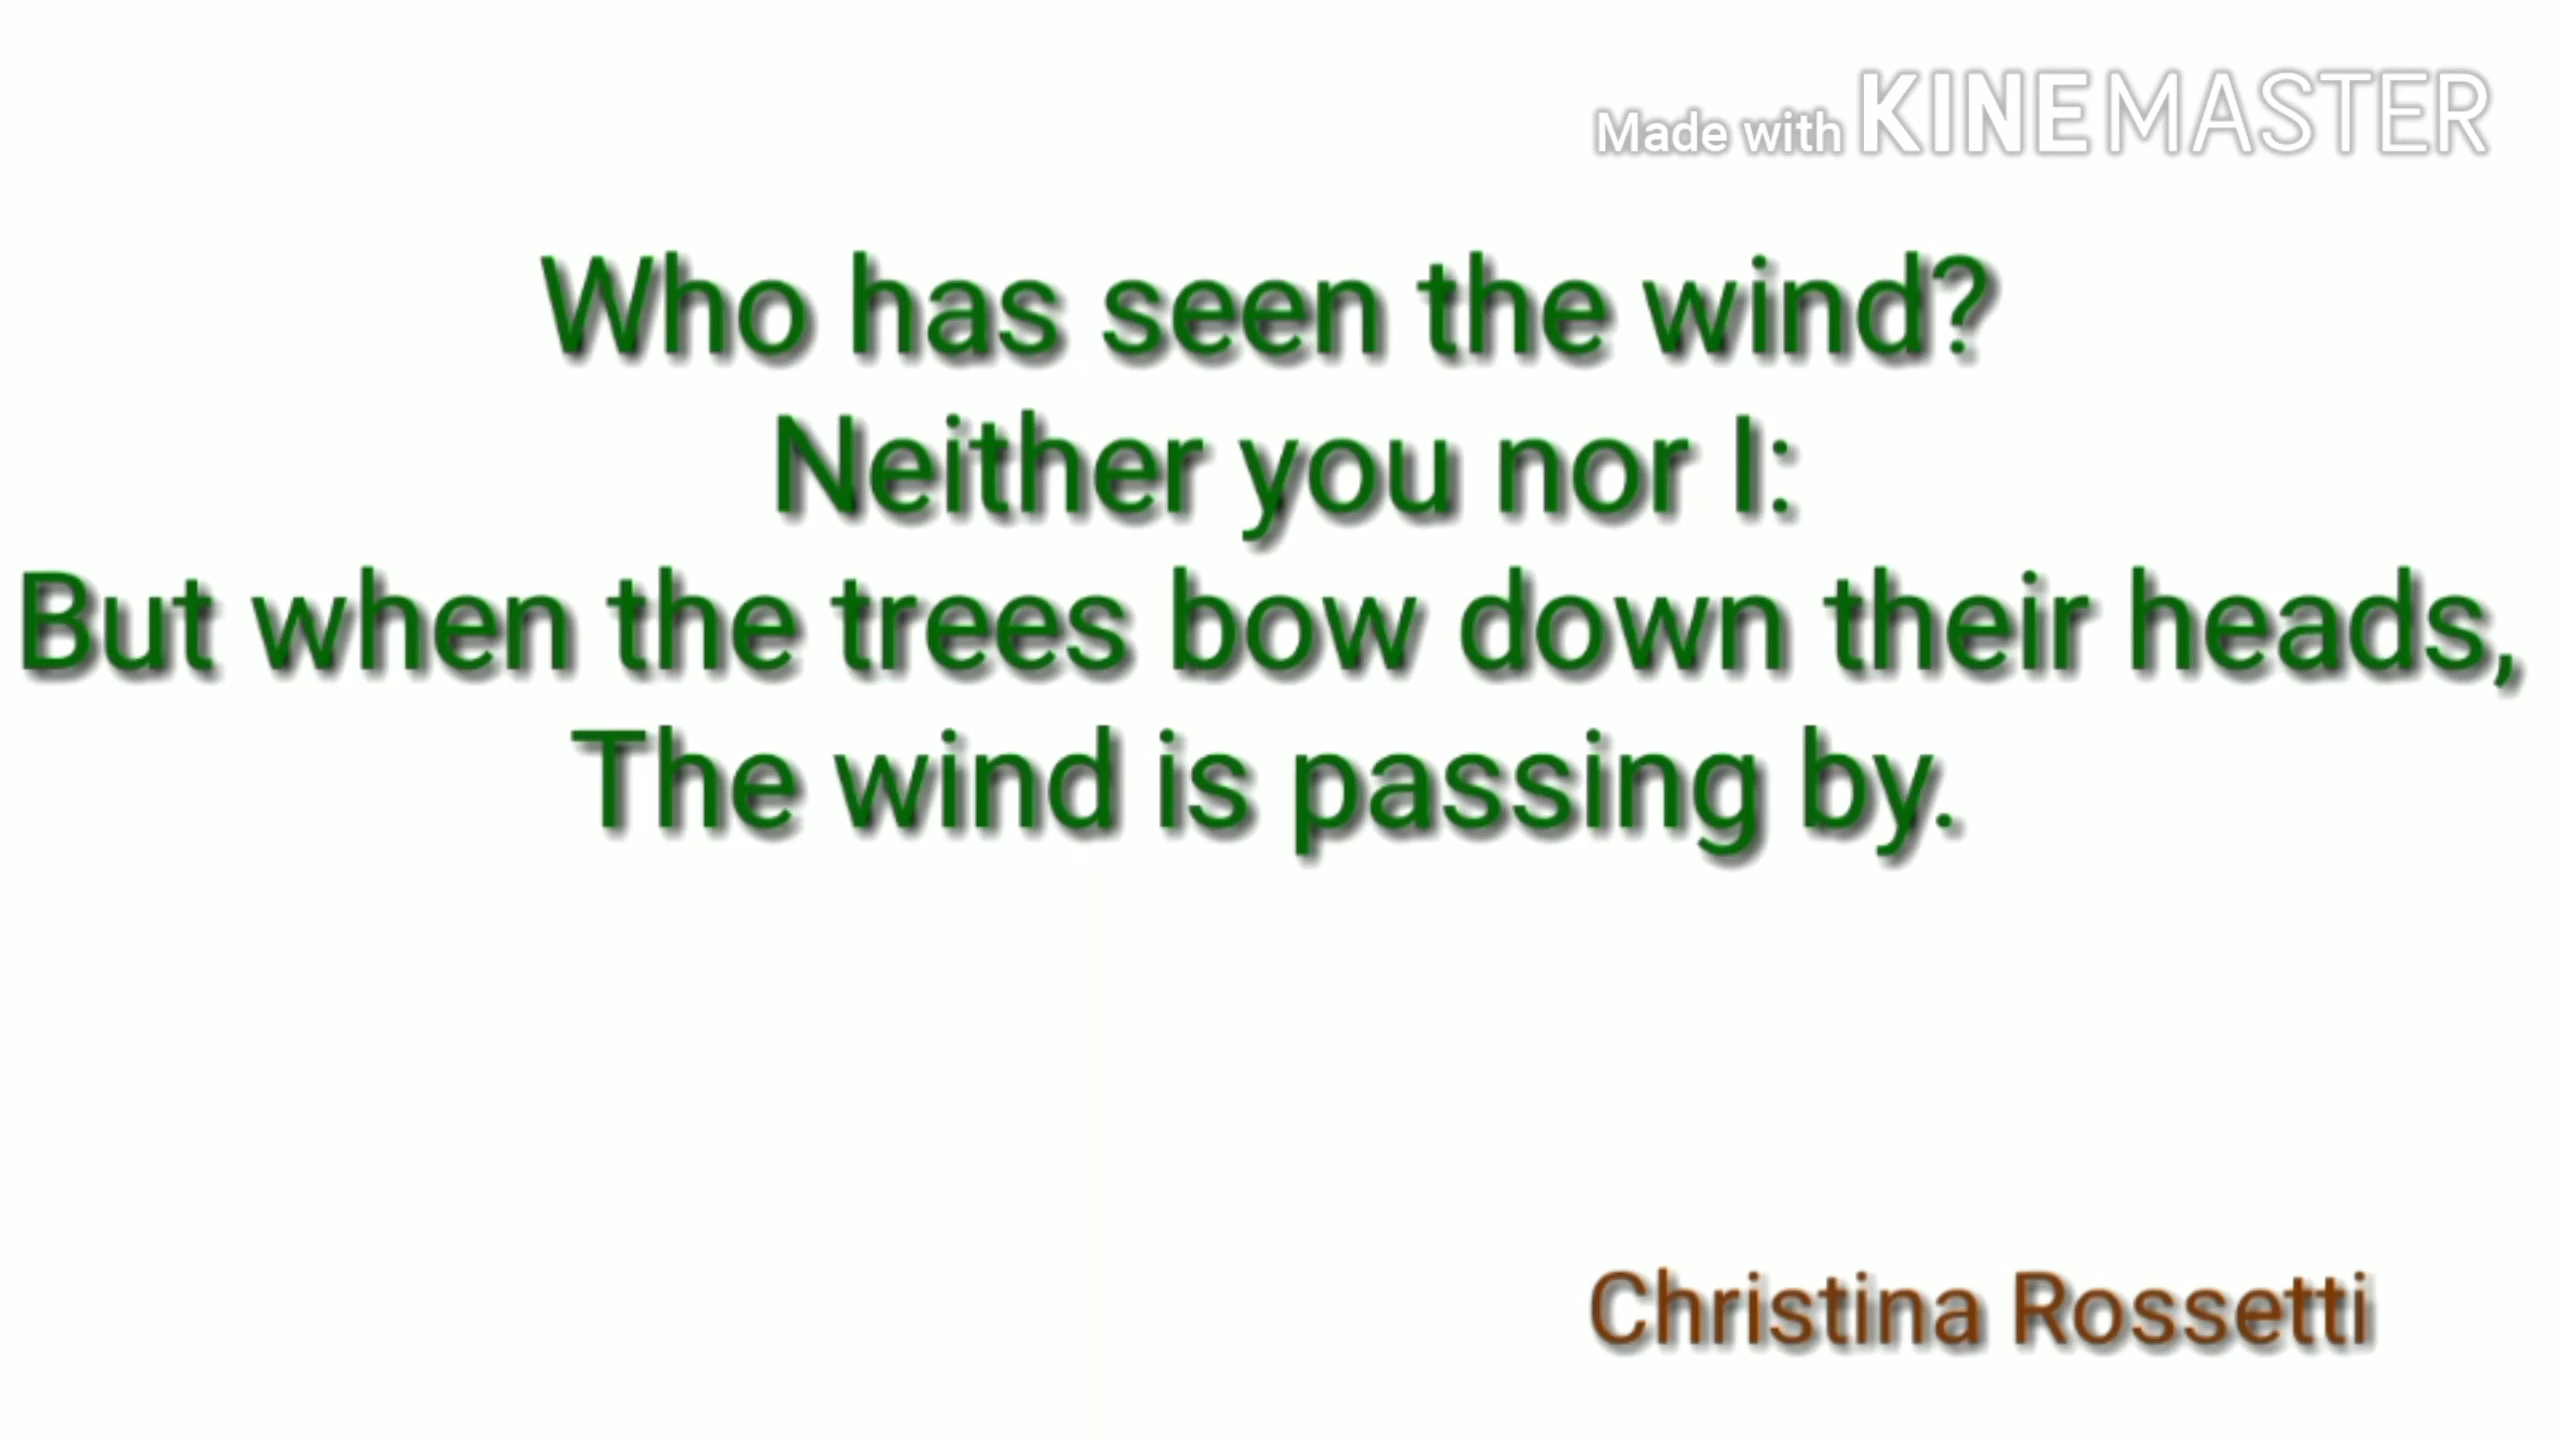 Made with KINEMASTER
Who has seen the wind?
Neither you nor I:
But when the trees bow down their heads,
The wind is passing by.
Christina Rossetti